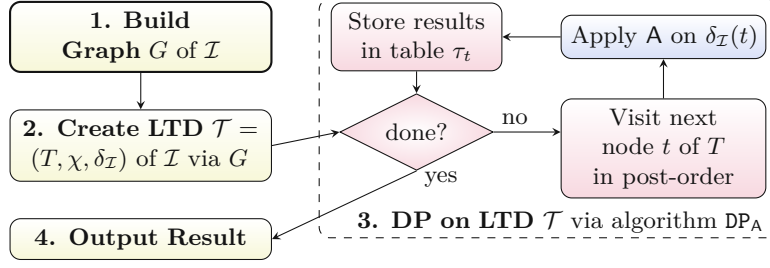 1. Build
Graph G of I
2. Create LTD T =
(T, χ, δ_I) of I via G
4. Output Result
Store results
in table τ_t
done?
no
yes
Apply A on δ_I(t)
Visit next
node t of T
in post-order
3. DP on LTD T via algorithm DP_A